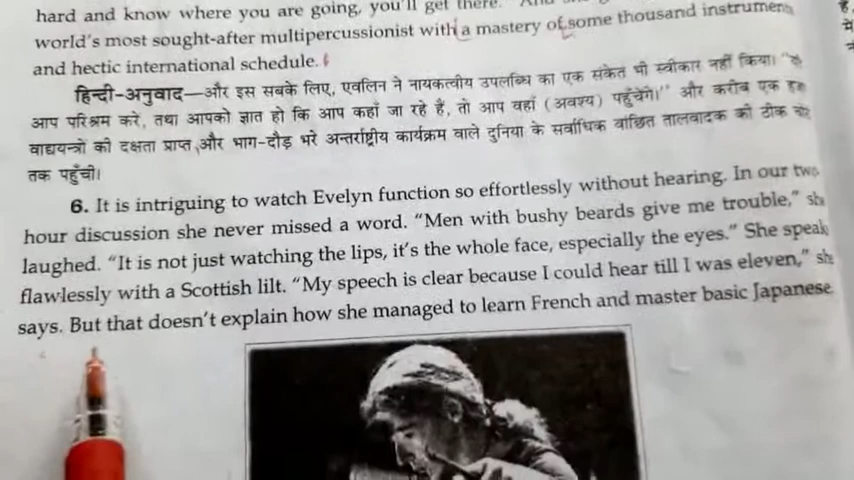 hard and know where you are going, you'll get there." And she
world's most sought-after multipercussionist with a mastery of some thousand instruments
and hectic international schedule.
हिन्दी-अनुवाद—और इस सबके लिए, एवलिन ने नायकत्वीय उपलब्धि का एक संकेत भी स्वीकार नहीं किया।
आप परिश्रम करें, तथा आपको ज्ञात हो कि आप कहाँ जा रहे हैं, तो आप वहाँ (अवश्य) पहुँचेंगे।" और करीब एक
वाद्ययन्त्रों की दक्षता प्राप्त और भाग-दौड़ भरे अन्तर्राष्ट्रीय कार्यक्रम वाले दुनिया के सर्वाधिक वांछित तालवादक की ठीक
तक पहुँची।
6. It is intriguing to watch Evelyn function so effortlessly without hearing. In our two
hour discussion she never missed a word. "Men with bushy beards give me trouble," she
laughed. "It is not just watching the lips, it's the whole face, especially the eyes." She speak
flawlessly with a Scottish lilt. "My speech is clear because I could hear till I was eleven," she
says. But that doesn't explain how she managed to learn French and master basic Japanese.